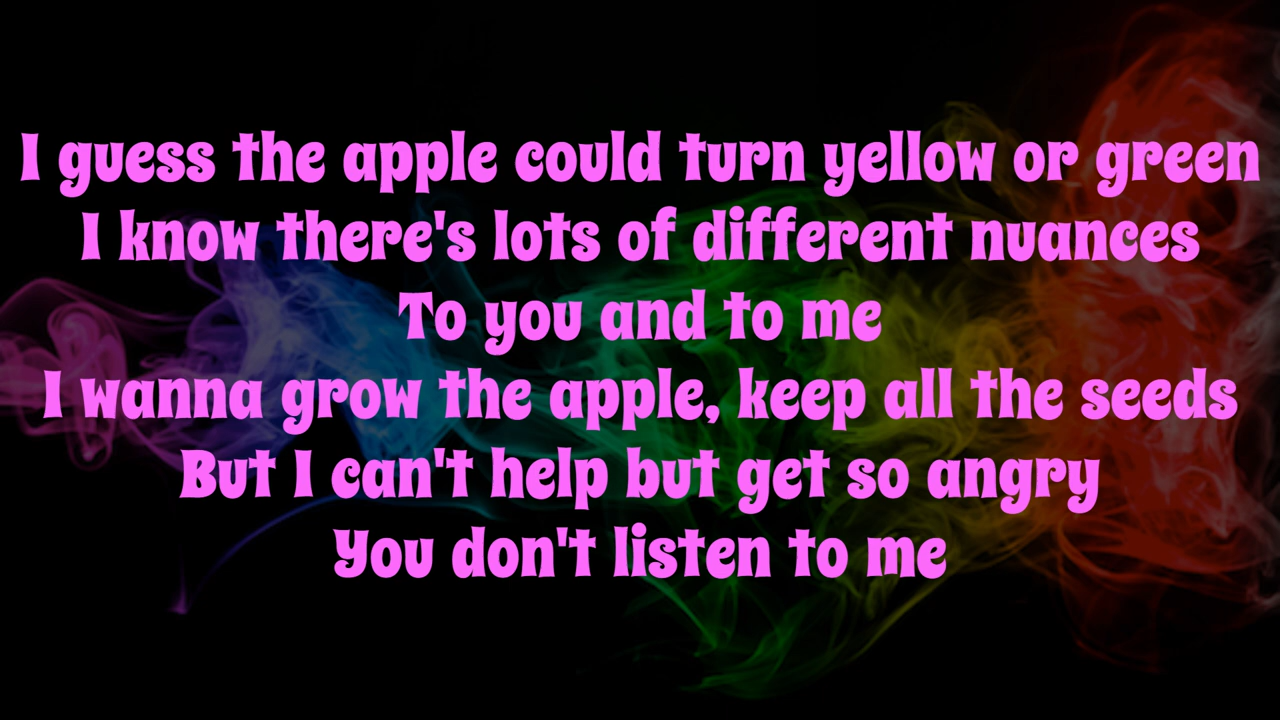 I guess the apple could turn yellow or green
I know there's lots of different nuances
To you and to me
I wanna grow the apple, keep all the seeds
But I can't help but get so angry
You don't listen to me